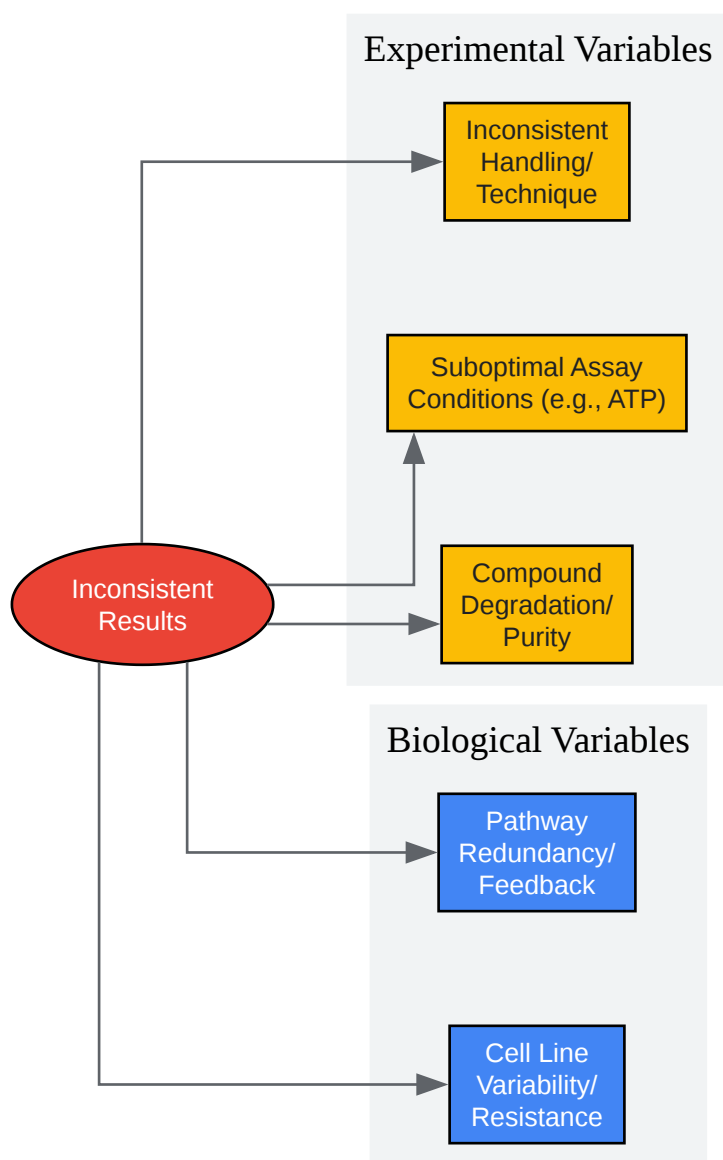 Experimental Variables
Inconsistent
Handling/
Technique
Suboptimal Assay
Conditions (e.g., ATP)
Inconsistent
Results
Compound
Degradation/
Purity
Biological Variables
Pathway
Redundancy/
Feedback
Cell Line
Variability/
Resistance